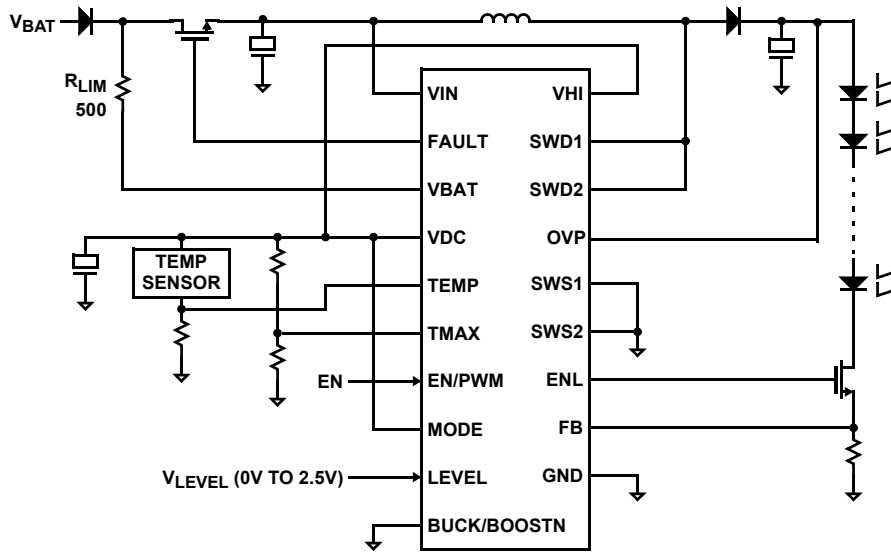 VBAT
RLIM
500
VIN
VHI
FAULT
SWD1
VBAT
SWD2
VDC
OVP
TEMP
SENSOR
TEMP
SWS1
TMAX
SWS2
EN
EN/PWM
ENL
MODE
FB
VLEVEL (0V TO 2.5V)
LEVEL
GND
BUCK/BOOSTN